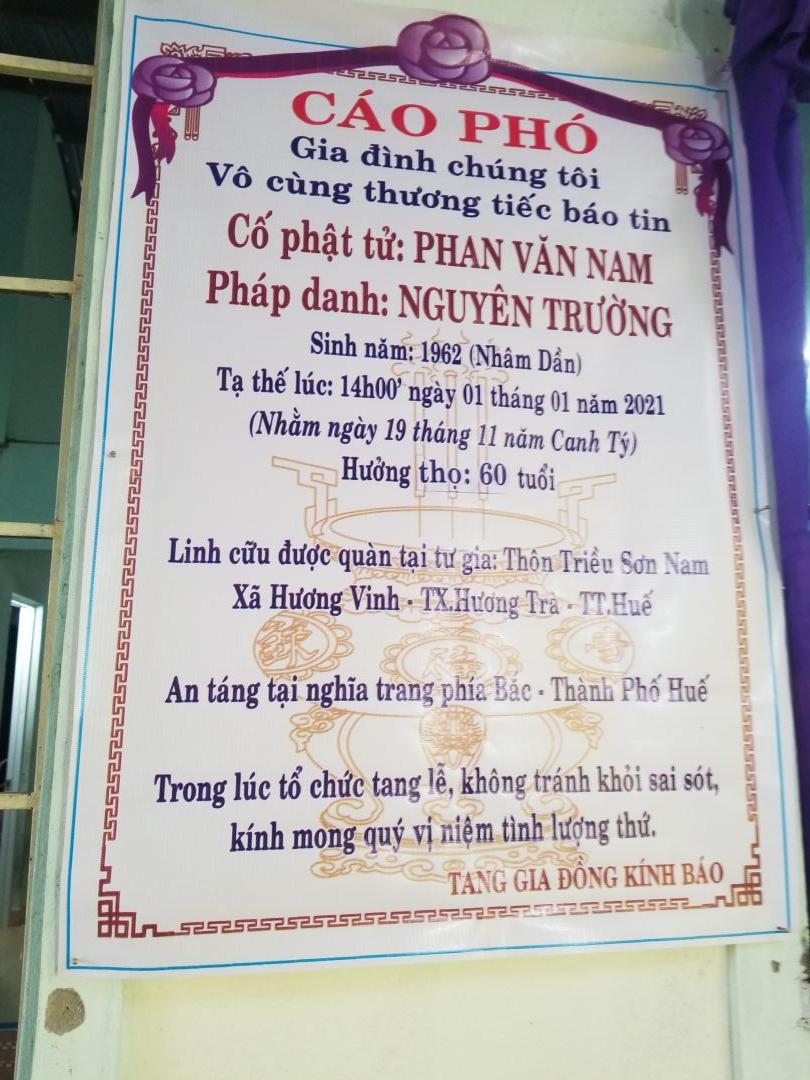 CÁO PHÓ
Gia đình chúng tôi
Vô cùng thương tiếc báo tin
Cố phật tử: PHAN VĂN NAM
Pháp danh: NGUYÊN TRƯỜNG
Sinh năm: 1962 (Nhâm Dần)
Tạ thế lúc: 14h00' ngày 01 tháng 01 năm 2021
(Nhằm ngày 19 tháng 11 năm Canh Tý)
Hưởng thọ: 60 tuổi
Linh cữu được quàn tại tư gia: Thôn Triều Sơn Nam
Xã Hương Vinh - TX.Hương Trà - TT.Huế
An táng tại nghĩa trang phía Bắc - Thành Phố Huế
Trong lúc tổ chức tang lễ, không tránh khỏi sai sót,
kính mong quý vị niệm tình lượng thứ.
TANG GIA ĐỒNG KÍNH BÁO